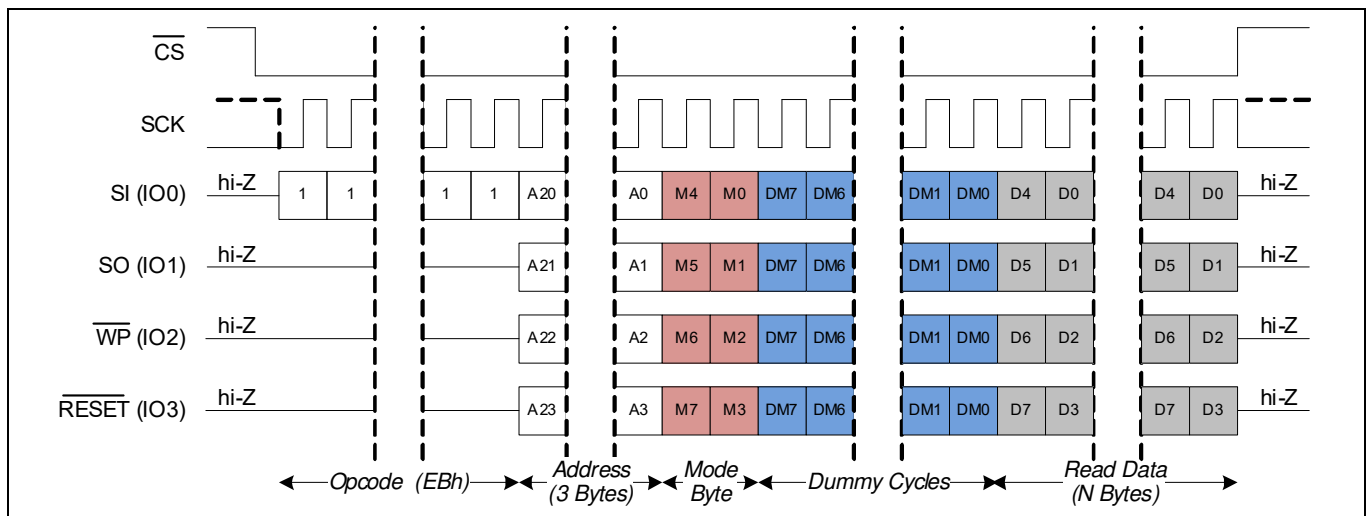 CS
SCK
SI (IO0) hi-Z 1 1 1 1 A20 A0 M4 M0 DM7 DM6 DM1 DM0 D4 D0 D4 D0 hi-Z
SO (IO1) hi-Z A21 A1 M5 M1 DM7 DM6 DM1 DM0 D5 D1 D5 D1 hi-Z
WP (IO2) hi-Z A22 A2 M6 M2 DM7 DM6 DM1 DM0 D6 D2 D6 D2 hi-Z
RESET (IO3) hi-Z A23 A3 M7 M3 DM7 DM6 DM1 DM0 D7 D3 D7 D3 hi-Z
Opcode (EBh) Address (3 Bytes) Mode Byte Dummy Cycles Read Data (N Bytes)